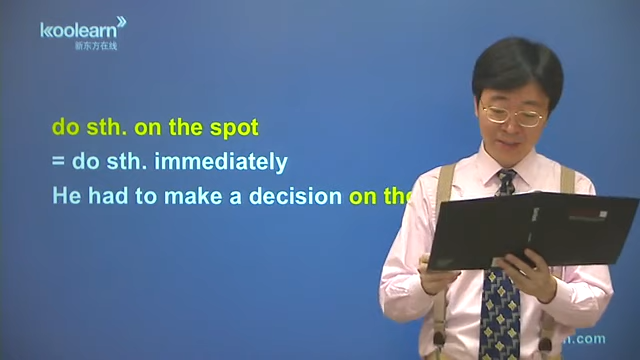 koolearn
新东方在线
do sth. on the spot
= do sth. immediately
He had to make a decision on the